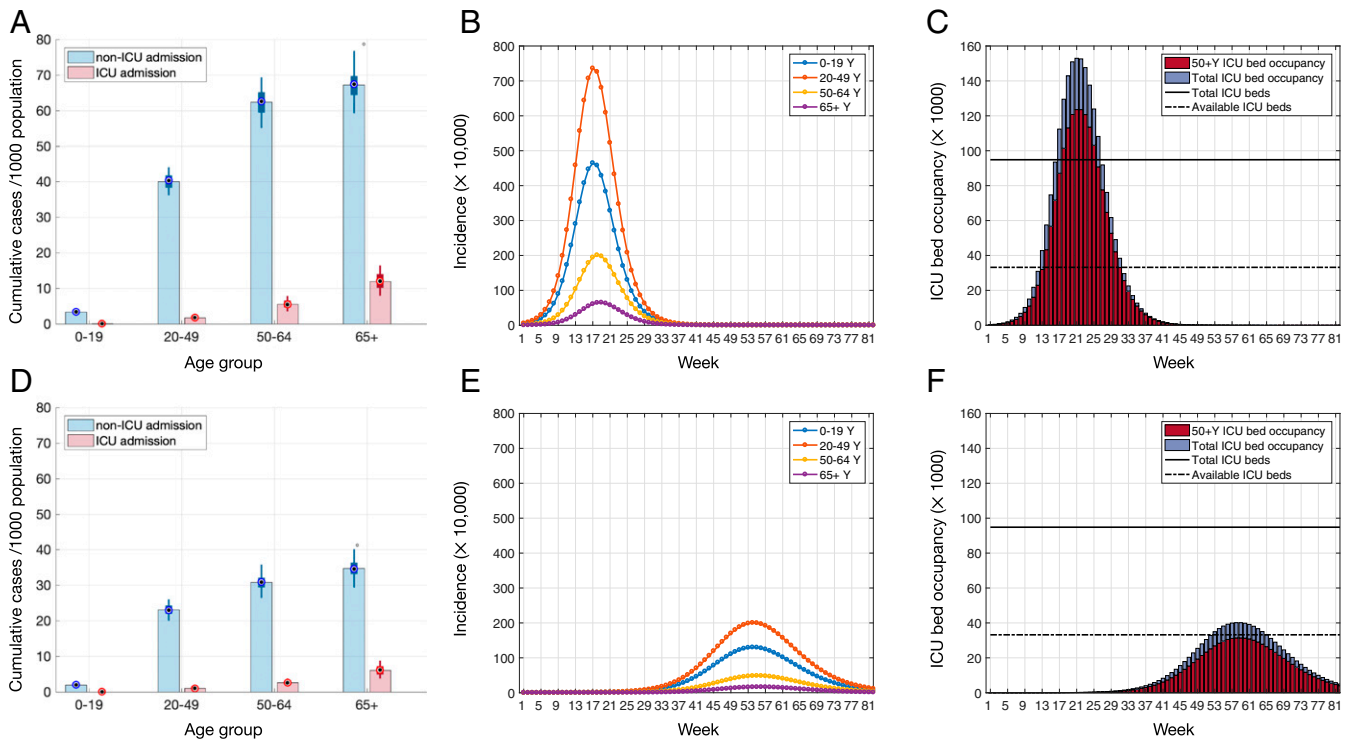 A
80
70
60
50
40
30
20
10
0
Cumulative cases /1000 population
non-ICU admission
ICU admission
0-19
20-49
50-64
65+
Age group
B
800
700
600
500
400
300
200
100
0
Incidence (× 10,000)
0-19 Y
20-49 Y
50-64 Y
65+ Y
1 5 9 13 17 21 25 29 33 37 41 45 49 53 57 61 65 69 73 77 81
Week
C
160
140
120
100
80
60
40
20
0
ICU bed occupancy (× 1000)
50+Y ICU bed occupancy
Total ICU bed occupancy
Total ICU beds
Available ICU beds
1 5 9 13 17 21 25 29 33 37 41 45 49 53 57 61 65 69 73 77 81
Week
D
80
70
60
50
40
30
20
10
0
Cumulative cases /1000 population
non-ICU admission
ICU admission
0-19
20-49
50-64
65+
Age group
E
800
700
600
500
400
300
200
100
0
Incidence (× 10,000)
0-19 Y
20-49 Y
50-64 Y
65+ Y
1 5 9 13 17 21 25 29 33 37 41 45 49 53 57 61 65 69 73 77 81
Week
F
160
140
120
100
80
60
40
20
0
ICU bed occupancy (× 1000)
50+Y ICU bed occupancy
Total ICU bed occupancy
Total ICU beds
Available ICU beds
1 5 9 13 17 21 25 29 33 37 41 45 49 53 57 61 65 69 73 77 81
Week